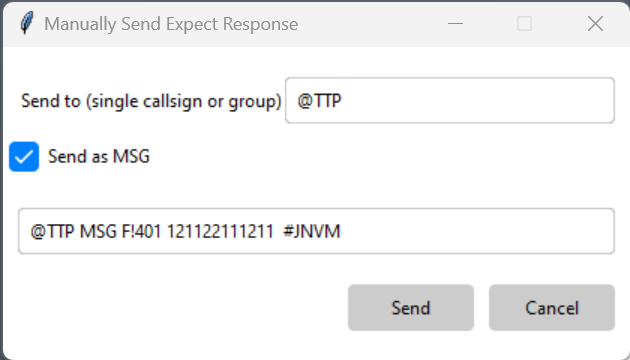 Manually Send Expect Response
Send to (single callsign or group) @TTP
Send as MSG
@TTP MSG F!401 121122111211  #JNVM
Send Cancel